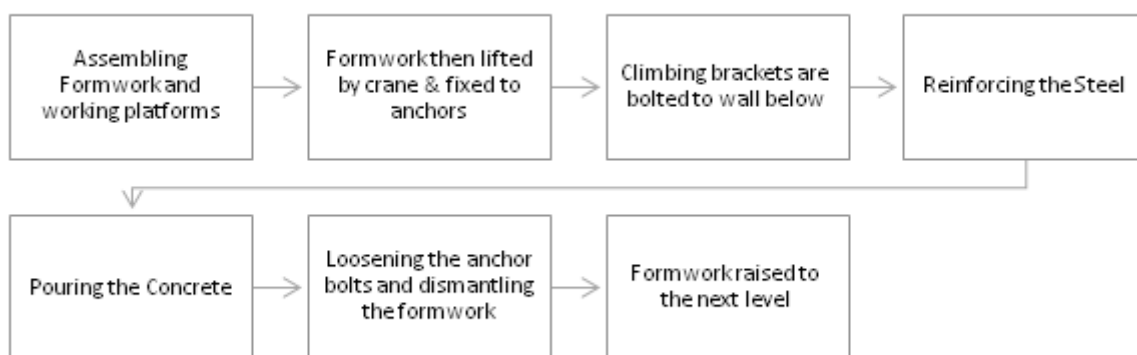 Assembling
Formwork and
working platforms
Formwork then lifted
by crane & fixed to
anchors
Climbing brackets are
bolted to wall below
Reinforcing the Steel
Pouring the Concrete
Loosening the anchor
bolts and dismantling
the formwork
Formwork raised to
the next level